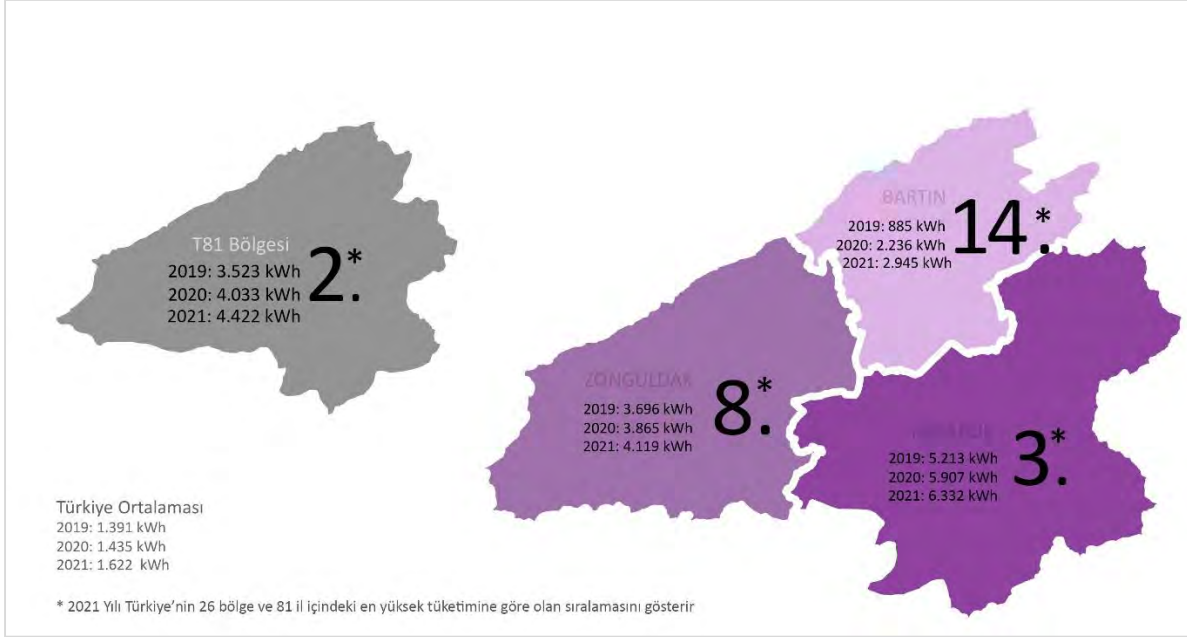 T81 Bölgesi
2019: 3.523 kWh
2020: 4.033 kWh
2021: 4.422 kWh
2.*
BARTIN
2019: 885 kWh
2020: 2.236 kWh
2021: 2.945 kWh
14.*
ZONGULDAK
2019: 3.696 kWh
2020: 3.865 kWh
2021: 4.119 kWh
8.*
2019: 5.213 kWh
2020: 5.907 kWh
2021: 6.332 kWh
3.*
Türkiye Ortalaması
2019: 1.391 kWh
2020: 1.435 kWh
2021: 1.622 kWh
* 2021 Yılı Türkiye'nin 26 bölge ve 81 il içindeki en yüksek tüketimine göre olan sıralamasını gösterir